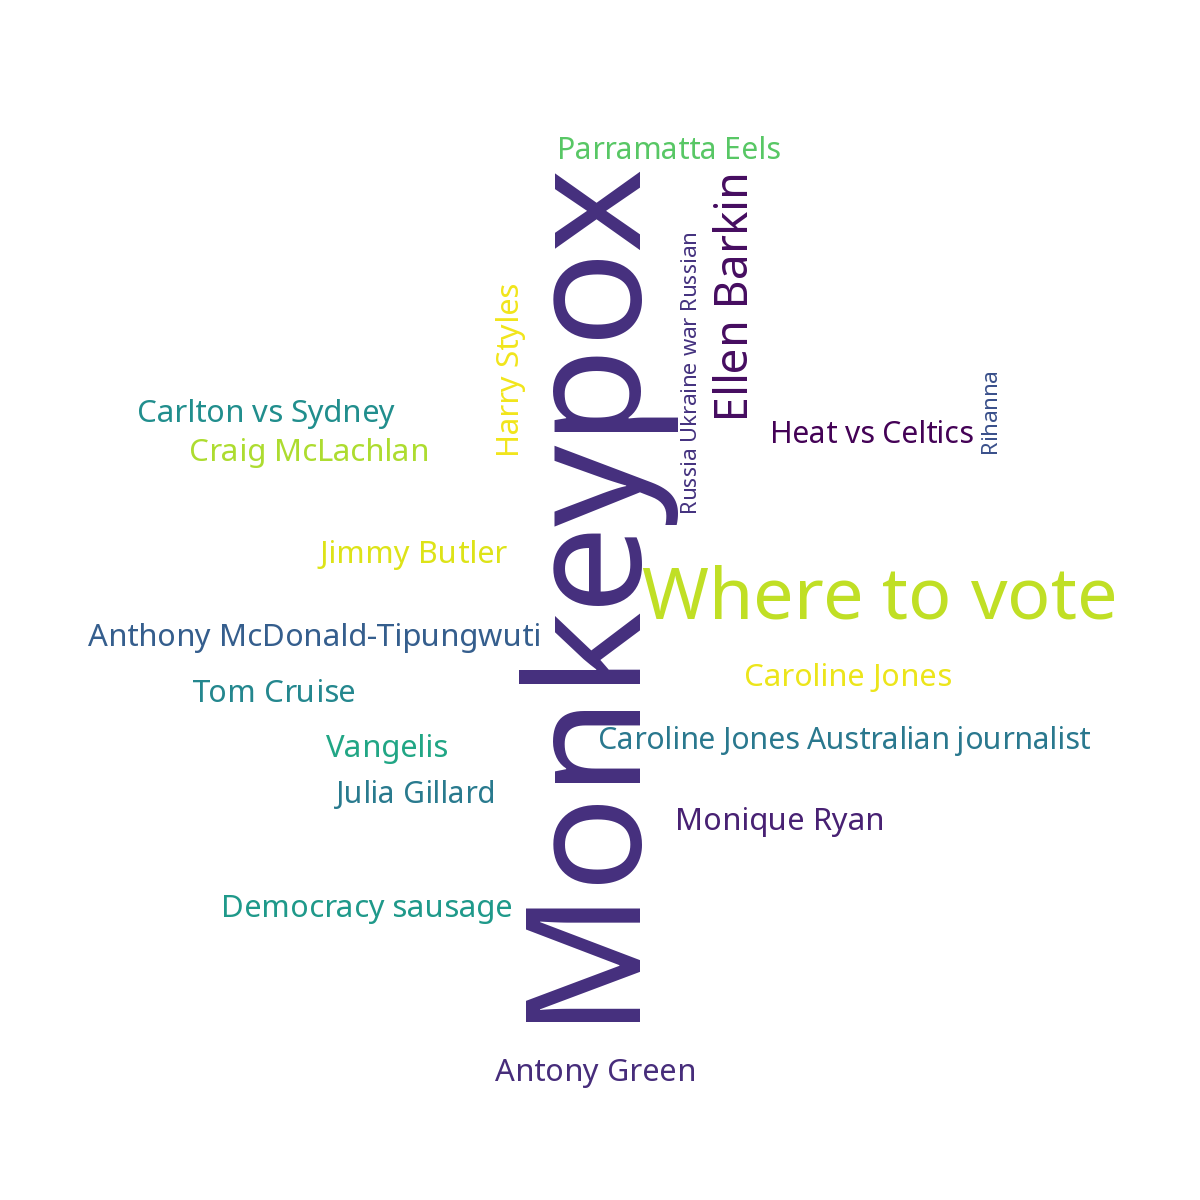 Parramatta Eels
Monkeypox
Ellen Barkin
Russia Ukraine war Russian
Harry Styles
Rihanna
Carlton vs Sydney
Heat vs Celtics
Craig McLachlan
Jimmy Butler
Where to vote
Anthony McDonald-Tipungwuti
Caroline Jones
Tom Cruise
Caroline Jones Australian journalist
Vangelis
Julia Gillard
Monique Ryan
Democracy sausage
Antony Green